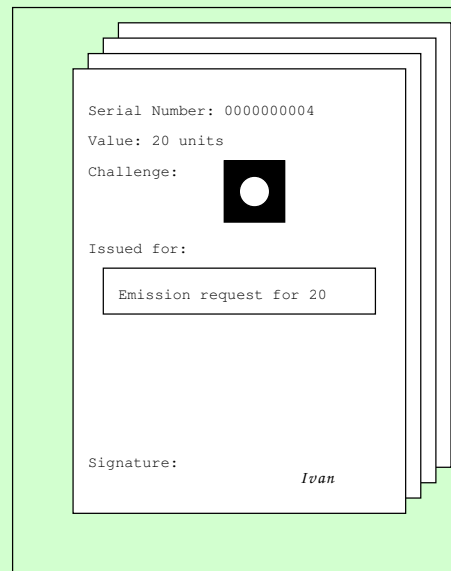 Serial Number: 0000000004
Value: 20 units
Challenge:
Issued for:
Emission request for 20
Signature:
Ivan